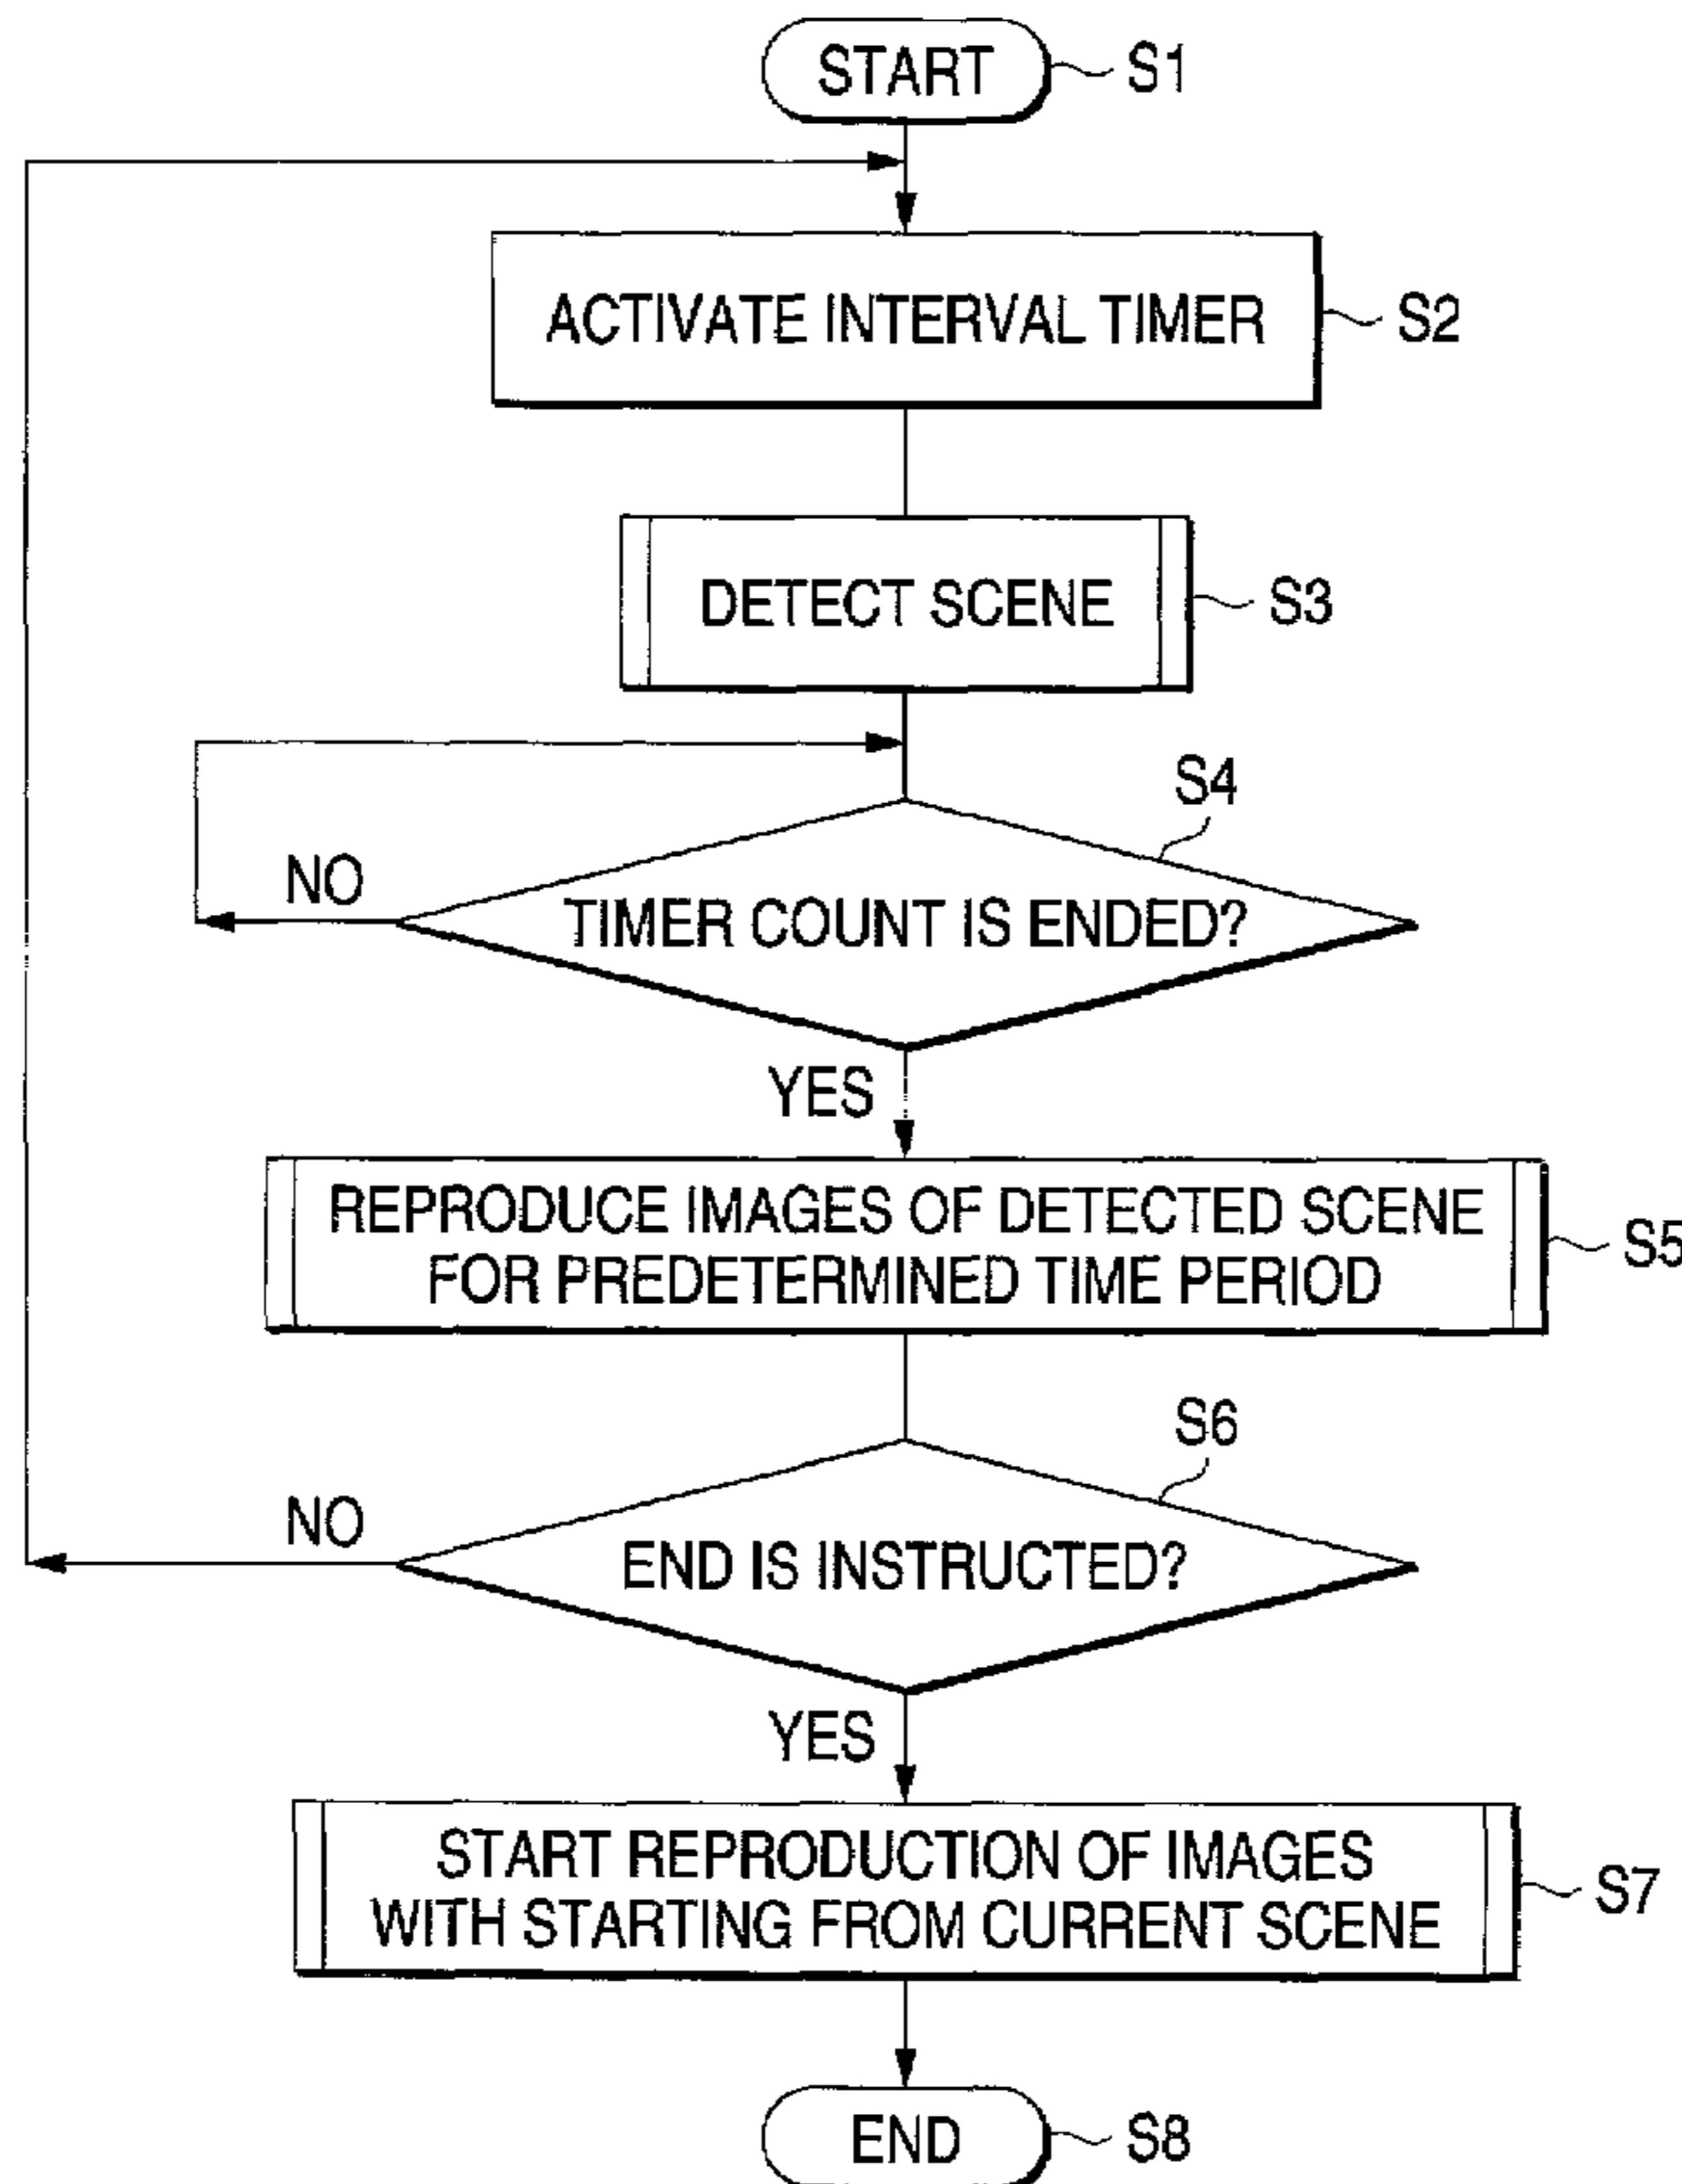 START
S1
ACTIVATE INTERVAL TIMER
S2
DETECT SCENE
S3
S4
NO
TIMER COUNT IS ENDED?
YES
REPRODUCE IMAGES OF DETECTED SCENE
FOR PREDETERMINED TIME PERIOD
S5
S6
NO
END IS INSTRUCTED?
YES
START REPRODUCTION OF IMAGES
WITH STARTING FROM CURRENT SCENE
S7
END
S8